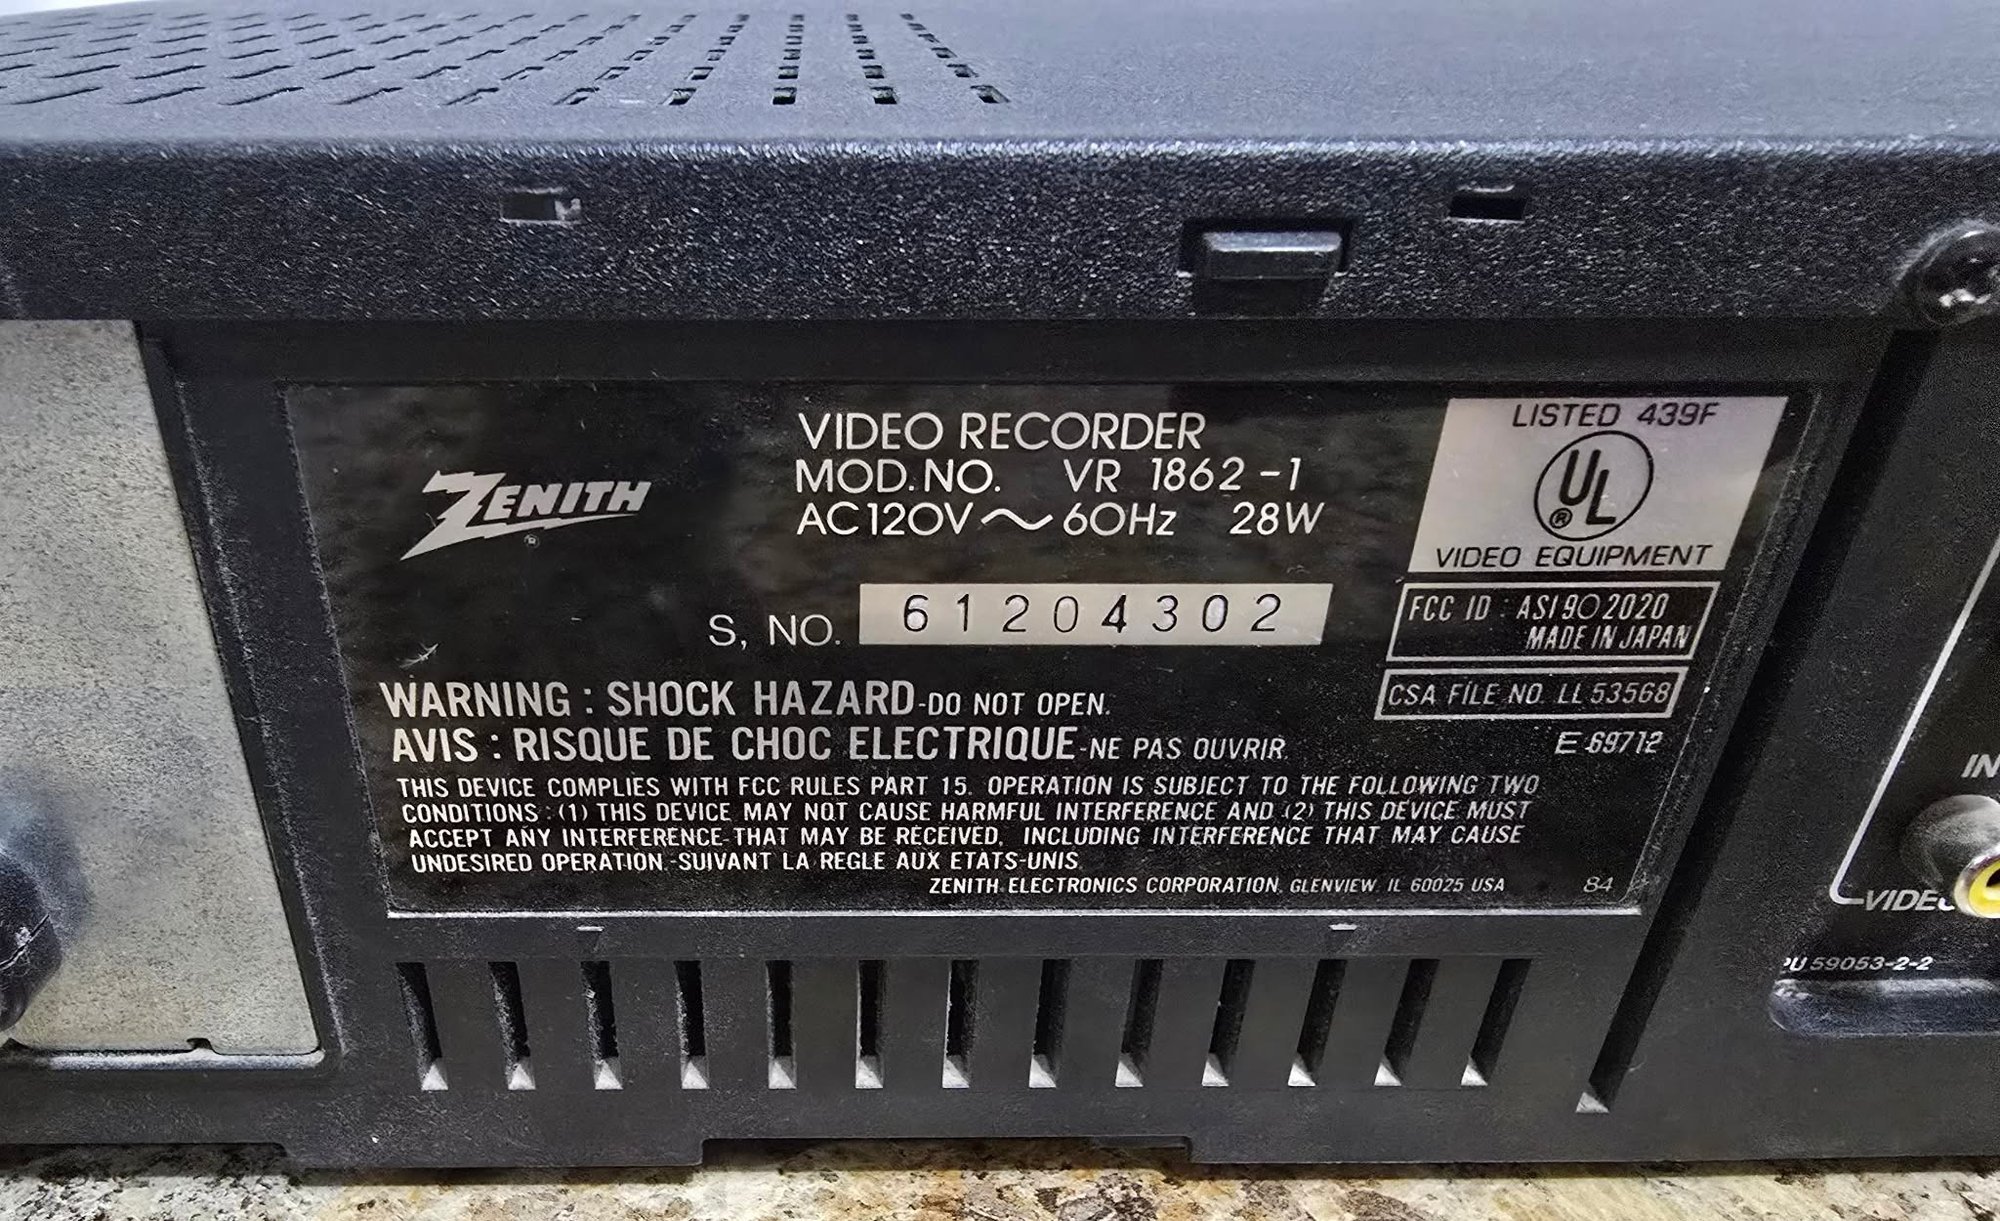 ZENITH
®
VIDEO RECORDER
MOD. NO. VR 1862-1
AC 120V ~ 60Hz 28W
S, NO. 61204302
LISTED 439F
UL
®
VIDEO EQUIPMENT
FCC ID : ASI902020
MADE IN JAPAN
CSA FILE NO. LL 53568
E 69712
WARNING : SHOCK HAZARD-DO NOT OPEN.
AVIS : RISQUE DE CHOC ELECTRIQUE-NE PAS OUVRIR.
THIS DEVICE COMPLIES WITH FCC RULES PART 15. OPERATION IS SUBJECT TO THE FOLLOWING TWO
CONDITIONS : (1) THIS DEVICE MAY NOT CAUSE HARMFUL INTERFERENCE AND (2) THIS DEVICE MUST
ACCEPT ANY INTERFERENCE THAT MAY BE RECEIVED, INCLUDING INTERFERENCE THAT MAY CAUSE
UNDESIRED OPERATION.-SUIVANT LA REGLE AUX ETATS-UNIS.
ZENITH ELECTRONICS CORPORATION, GLENVIEW, IL 60025 USA 84
IN
VIDEO
PU 59053-2-2